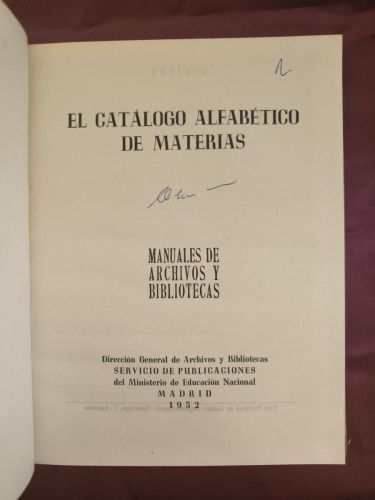 EL CATÁLOGO ALFABÉTICO
DE MATERIAS
MANUALES DE
ARCHIVOS Y
BIBLIOTECAS
Dirección General de Archivos y Bibliotecas
SERVICIO DE PUBLICACIONES
del Ministerio de Educación Nacional
MADRID
1952